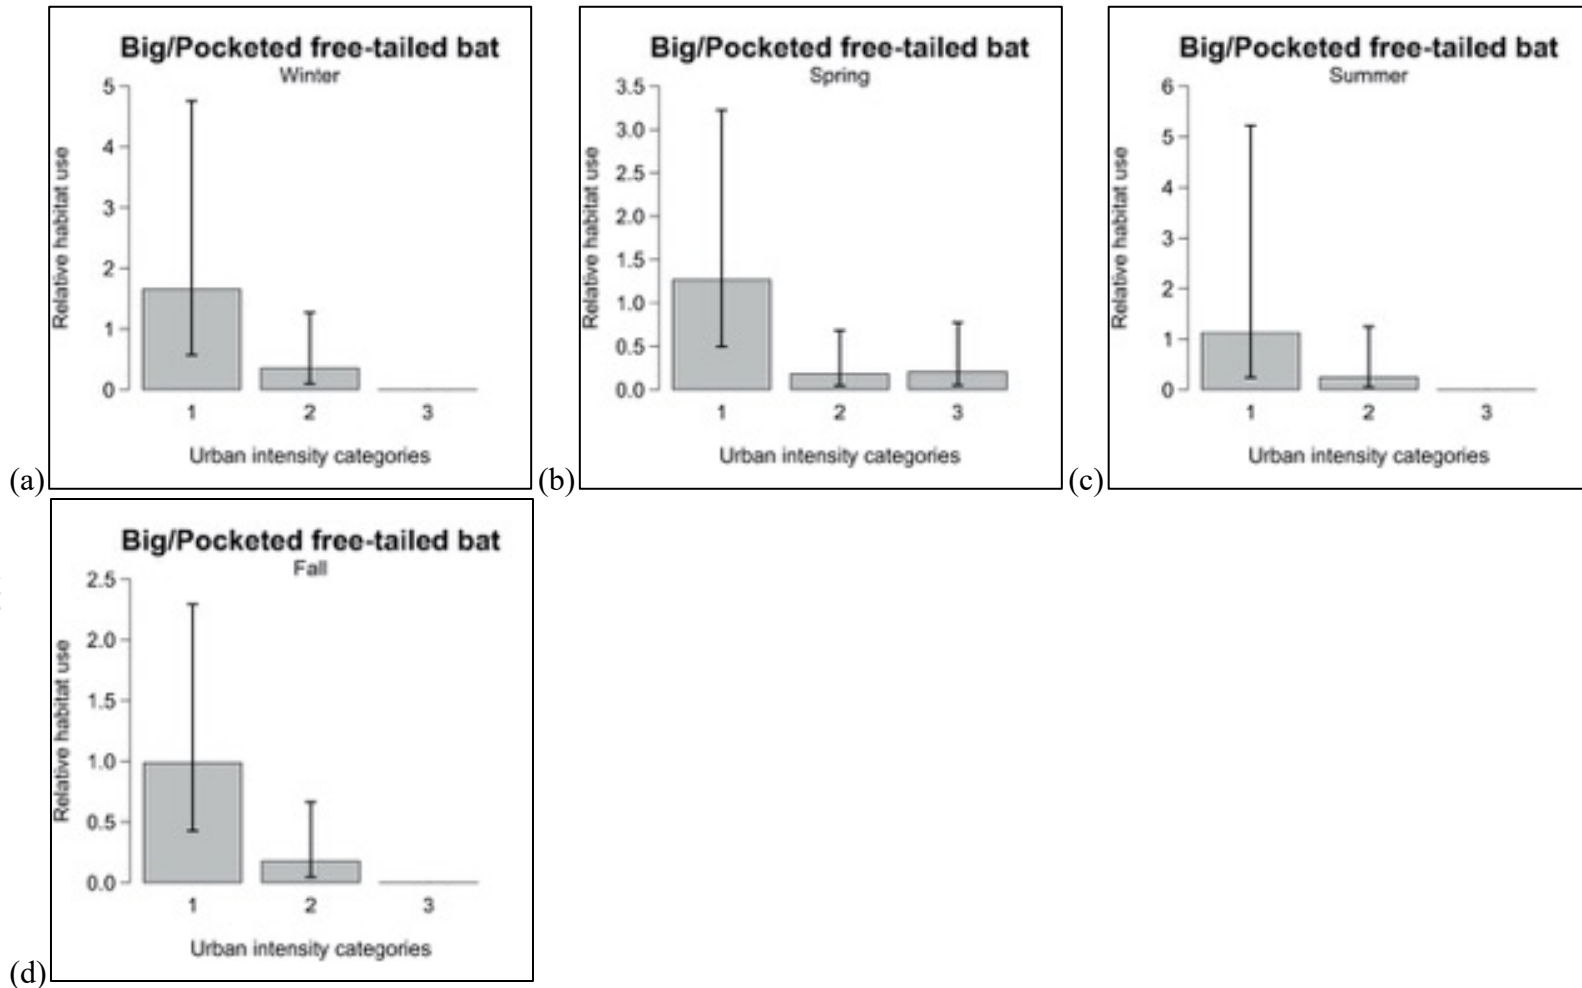 Big/Pocketed free-tailed bat
Winter
5
4
3
2
1
0
Relative habitat use
1 2 3
Urban intensity categories
(a)
Big/Pocketed free-tailed bat
Spring
3.5
3.0
2.5
2.0
1.5
1.0
0.5
0.0
Relative habitat use
1 2 3
Urban intensity categories
(b)
Big/Pocketed free-tailed bat
Summer
6
5
4
3
2
1
0
Relative habitat use
1 2 3
Urban intensity categories
(c)
Big/Pocketed free-tailed bat
Fall
2.5
2.0
1.5
1.0
0.5
0.0
Relative habitat use
1 2 3
Urban intensity categories
(d)